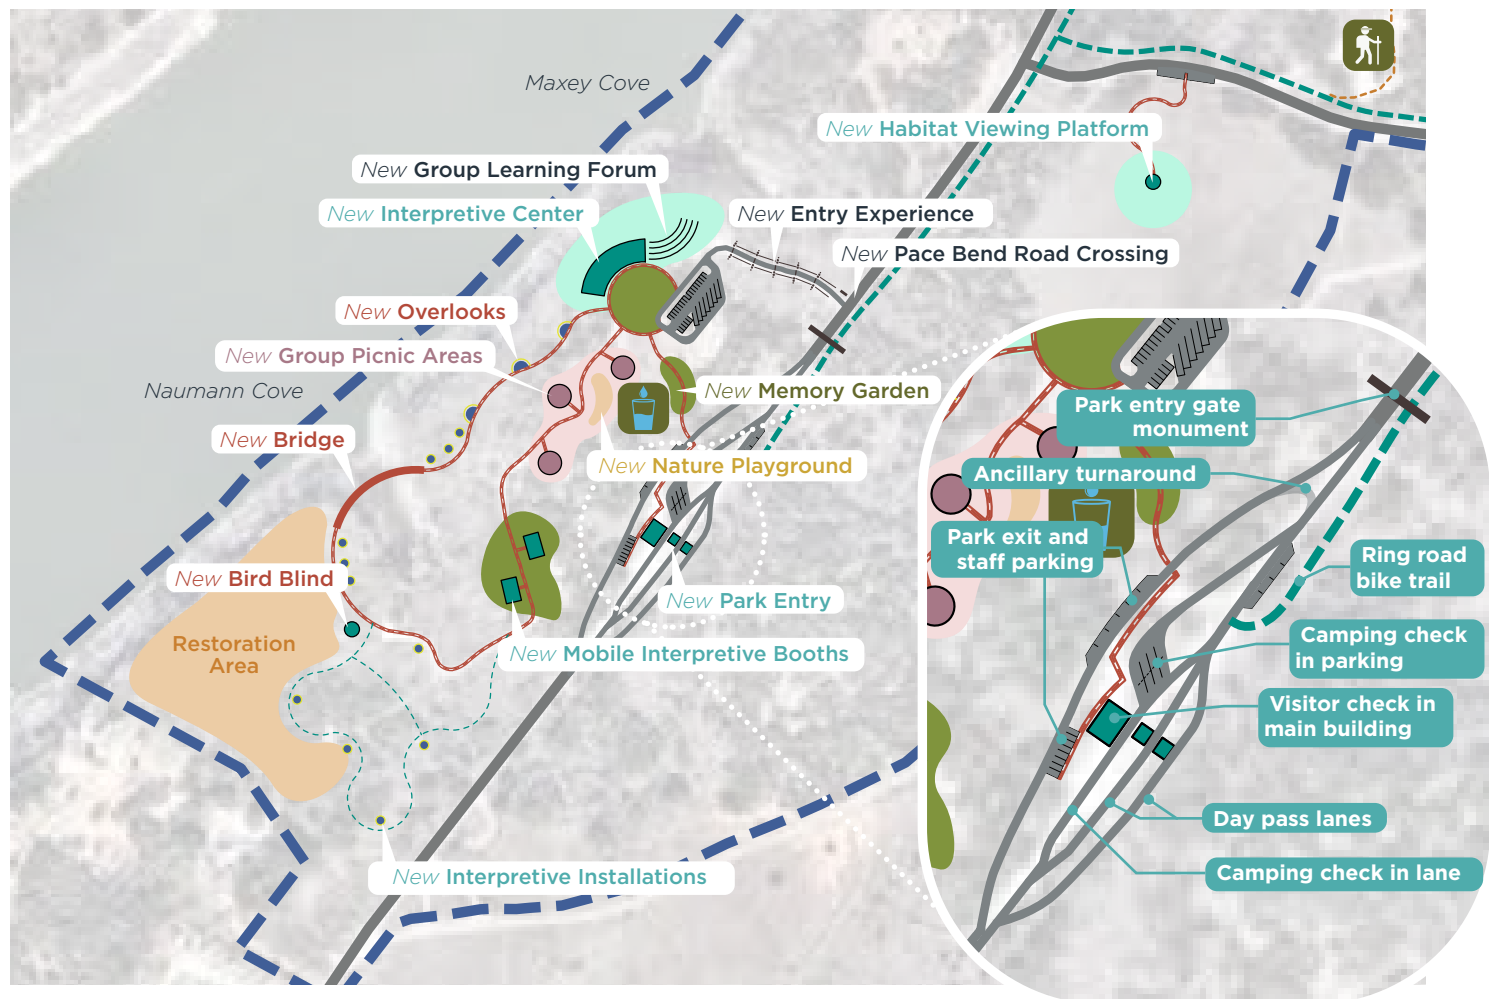 Maxey Cove
New Habitat Viewing Platform
New Group Learning Forum
New Interpretive Center
New Entry Experience
New Pace Bend Road Crossing
New Overlooks
New Group Picnic Areas
Naumann Cove
New Memory Garden
New Bridge
New Nature Playground
New Bird Blind
New Park Entry
Restoration
Area
New Mobile Interpretive Booths
New Interpretive Installations
Park entry gate
monument
Ancillary turnaround
Park exit and
staff parking
Ring road
bike trail
Camping check
in parking
Visitor check in
main building
Day pass lanes
Camping check in lane